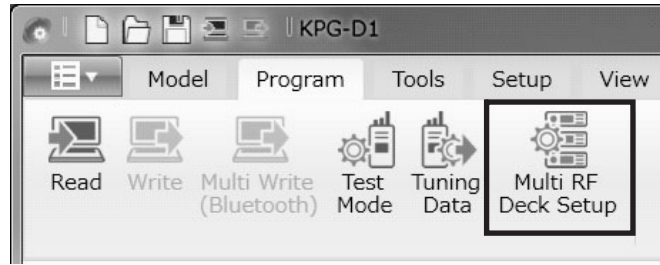 KPG-D1
Model Program Tools Setup View
Read Write Multi Write Test Tuning Multi RF
(Bluetooth) Mode Data Deck Setup